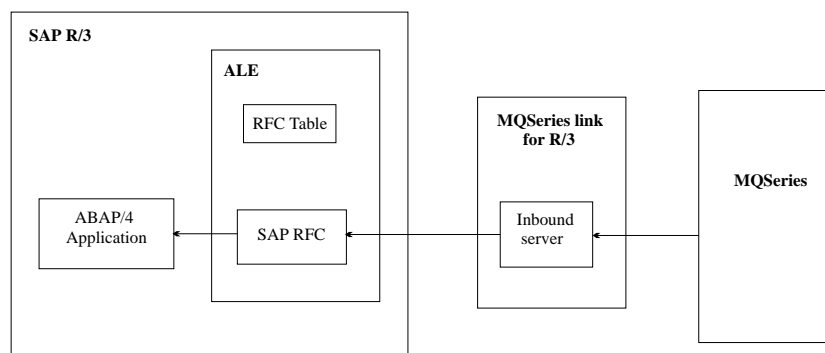 SAP R/3
ALE
RFC Table
MQSeries link
for R/3
MQSeries
ABAP/4
Application
SAP RFC
Inbound
server